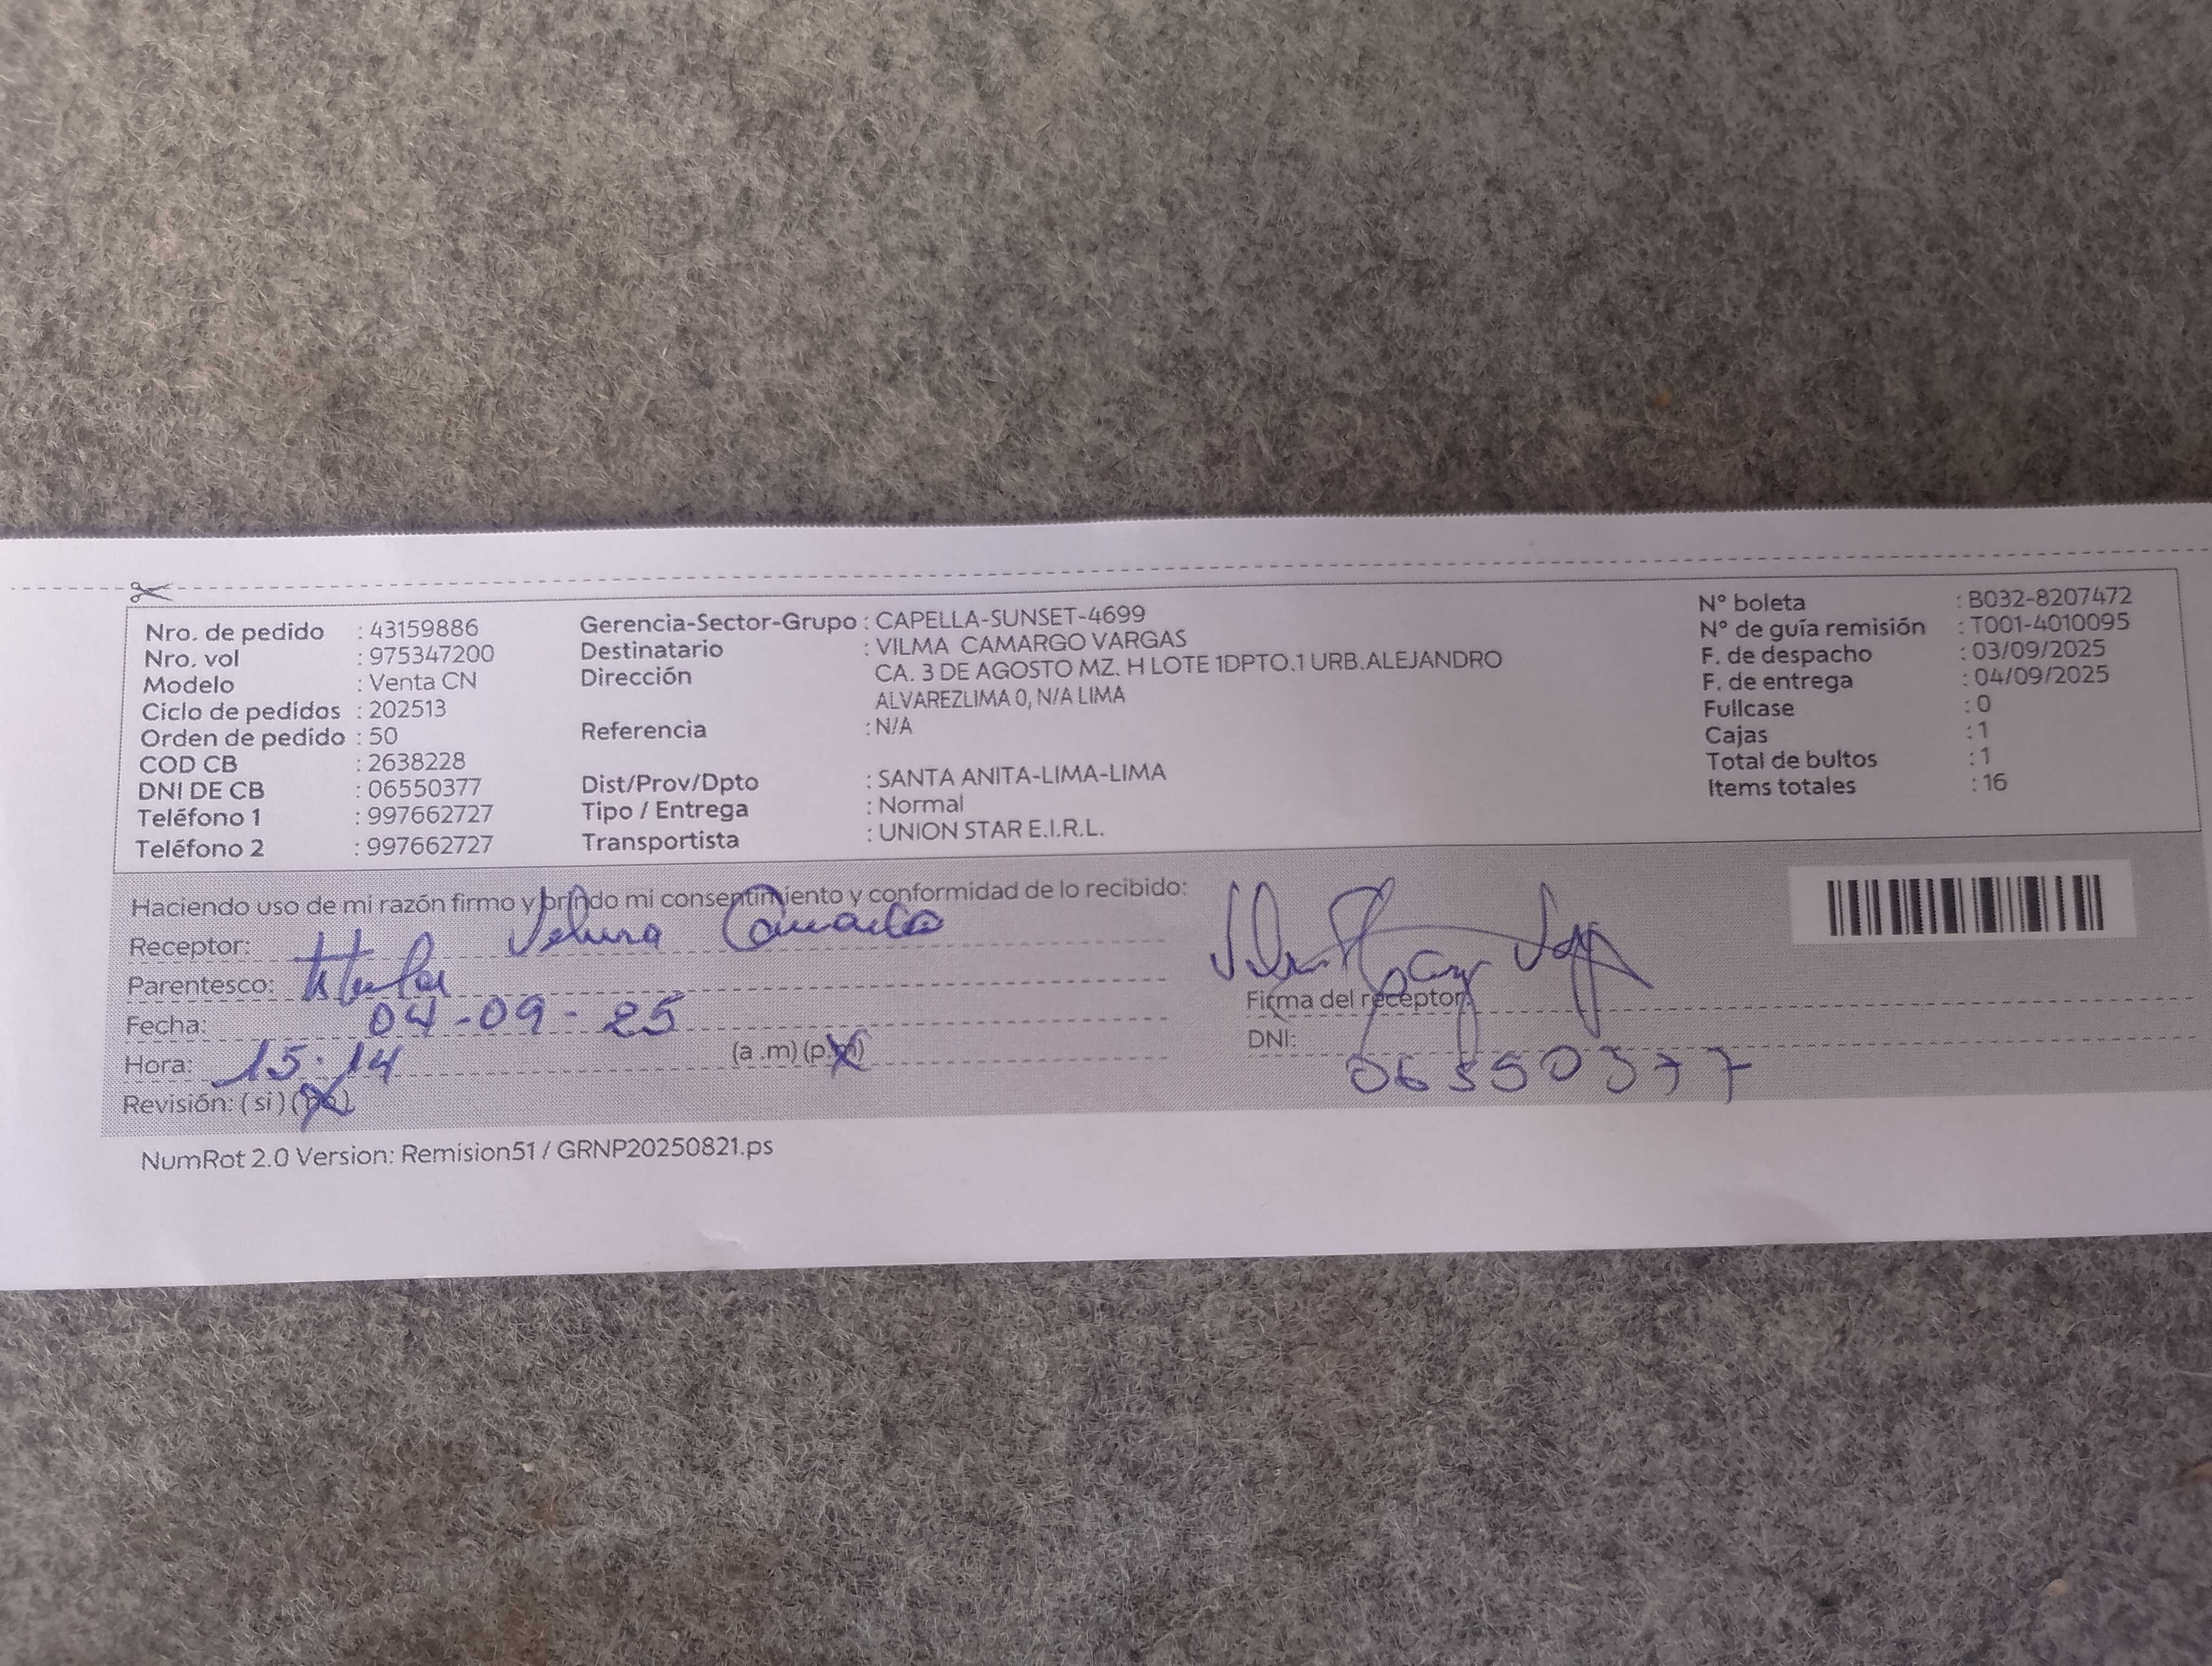 Nro. de pedido : 43159886
Nro. vol : 975347200
Modelo : Venta CN
Ciclo de pedidos : 202513
Orden de pedido : 50
COD CB : 2638228
DNI DE CB : 06550377
Teléfono 1 : 997662727
Teléfono 2 : 997662727
Gerencia-Sector-Grupo : CAPELLA-SUNSET-4699
Destinatario : VILMA CAMARGO VARGAS
Dirección CA. 3 DE AGOSTO MZ. H LOTE 1DPTO.1 URB.ALEJANDRO
ALVAREZLIMA 0, N/A LIMA
Referencia : N/A
Dist/Prov/Dpto : SANTA ANITA-LIMA-LIMA
Tipo / Entrega : Normal
Transportista : UNION STAR E.I.R.L.
N° boleta : B032-8207472
N° de guía remisión : T001-4010095
F. de despacho : 03/09/2025
F. de entrega : 04/09/2025
Fullcase : 0
Cajas : 1
Total de bultos : 1
Items totales : 16
Haciendo uso de mi razón firmo y brindo mi consentimiento y conformidad de lo recibido:
Receptor:
Parentesco: titular
Fecha: 04-09-25
Hora: 15:14 (a .m) (p.m)
Revisión: (si) (no)
Firma del receptor:
DNI: 06550377
NumRot 2.0 Version: Remision51 / GRNP20250821.ps